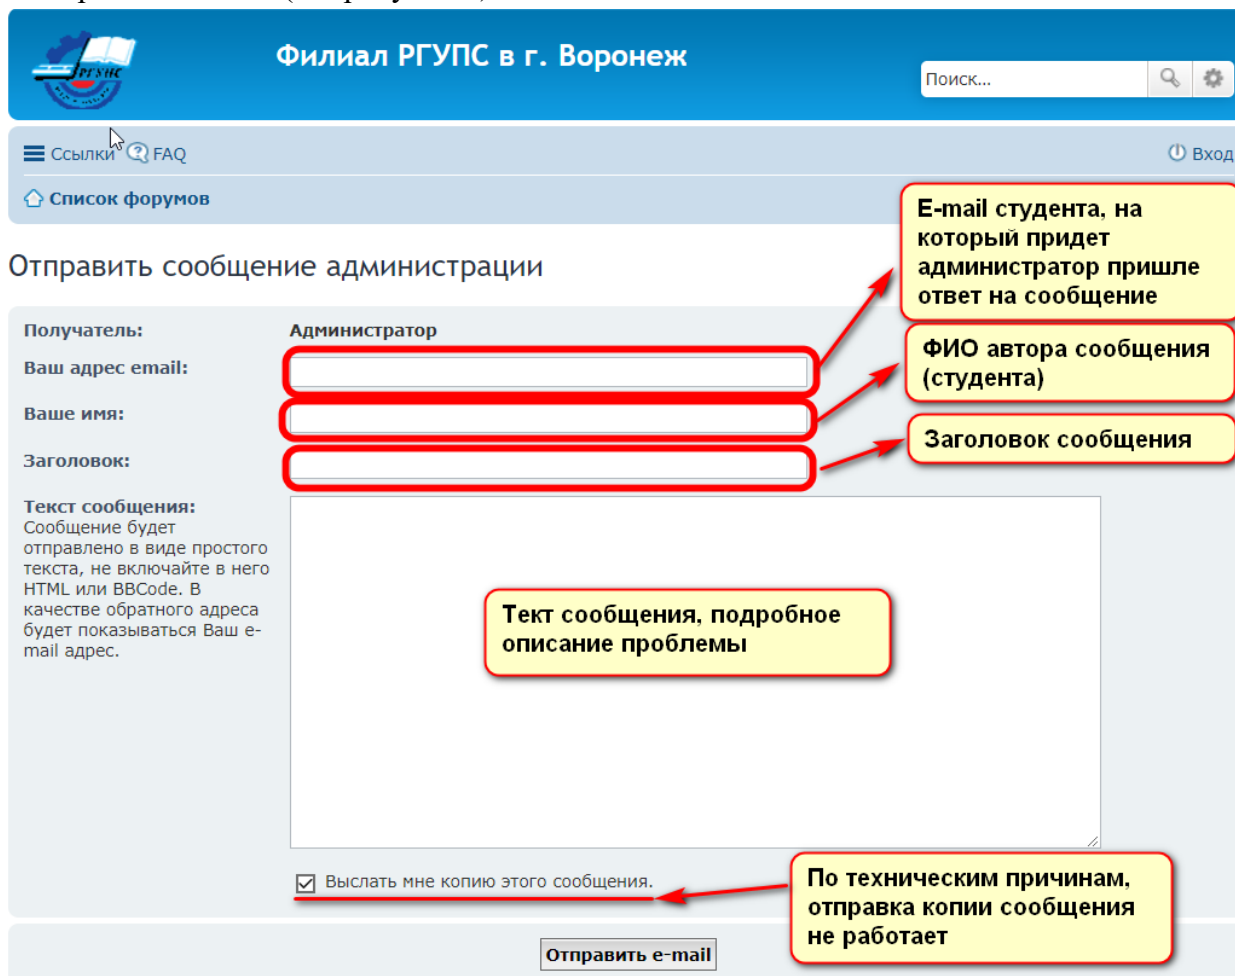 Филиал РГУПС в г. Воронеж
РГУПС
Поиск...
Ссылки
FAQ
Вход
Список форумов
Отправить сообщение администрации
E-mail студента, на
который придет
администратор пришле
ответ на сообщение
Получатель:
Администратор
Ваш адрес email:
ФИО автора сообщения
(студента)
Ваше имя:
Заголовок сообщения
Заголовок:
Текст сообщения:
Сообщение будет
отправлено в виде простого
текста, не включайте в него
HTML или BBCode. В
качестве обратного адреса
будет показываться Ваш e-
mail адрес.
Тект сообщения, подробное
описание проблемы
Выслать мне копию этого сообщения.
По техническим причинам,
отправка копии сообщения
не работает
Отправить e-mail